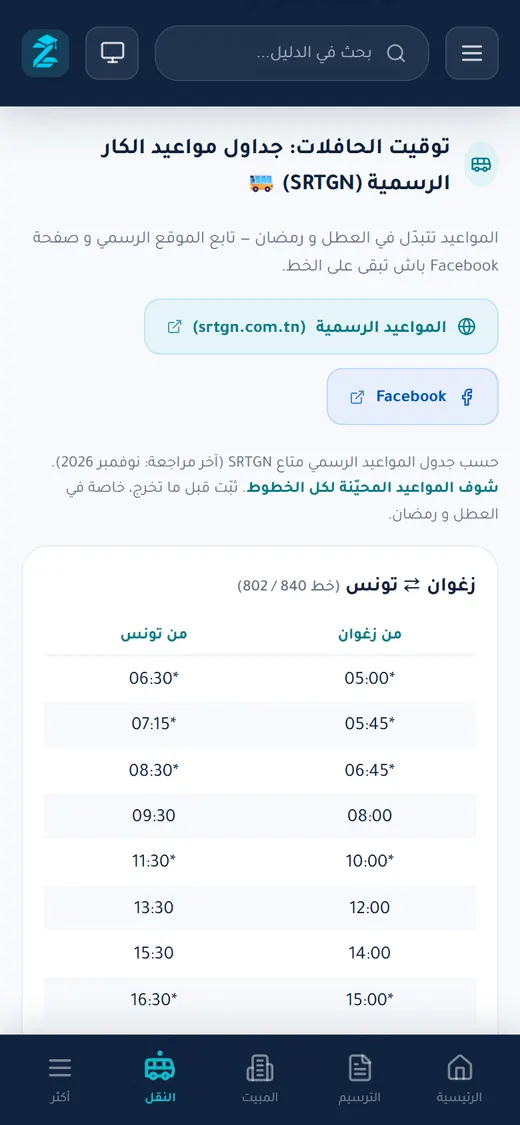 بحث في الدليل...
توقيت الحافلات: جداول مواعيد الكار
الرسمية (SRTGN) 🚌
المواعيد تتبدّل في العطل و رمضان — تابع الموقع الرسمي و صفحة
Facebook باش تبقى على الخط.
المواعيد الرسمية (srtgn.com.tn)
Facebook
حسب جدول المواعيد الرسمي متاع SRTGN (آخر مراجعة: نوفمبر 2026).
شوف المواعيد المحيّنة لكل الخطوط. ثبّت قبل ما تخرج، خاصة في
العطل و رمضان.
زغوان ⇄ تونس (خط 840 / 802)
من زغوان من تونس
05:00* 06:30*
05:45* 07:15*
06:45* 08:30*
08:00 09:30
10:00* 11:30*
12:00 13:30
14:00 15:30
15:00* 16:30*
الرئيسية الترسيم المبيت النقل أكثر